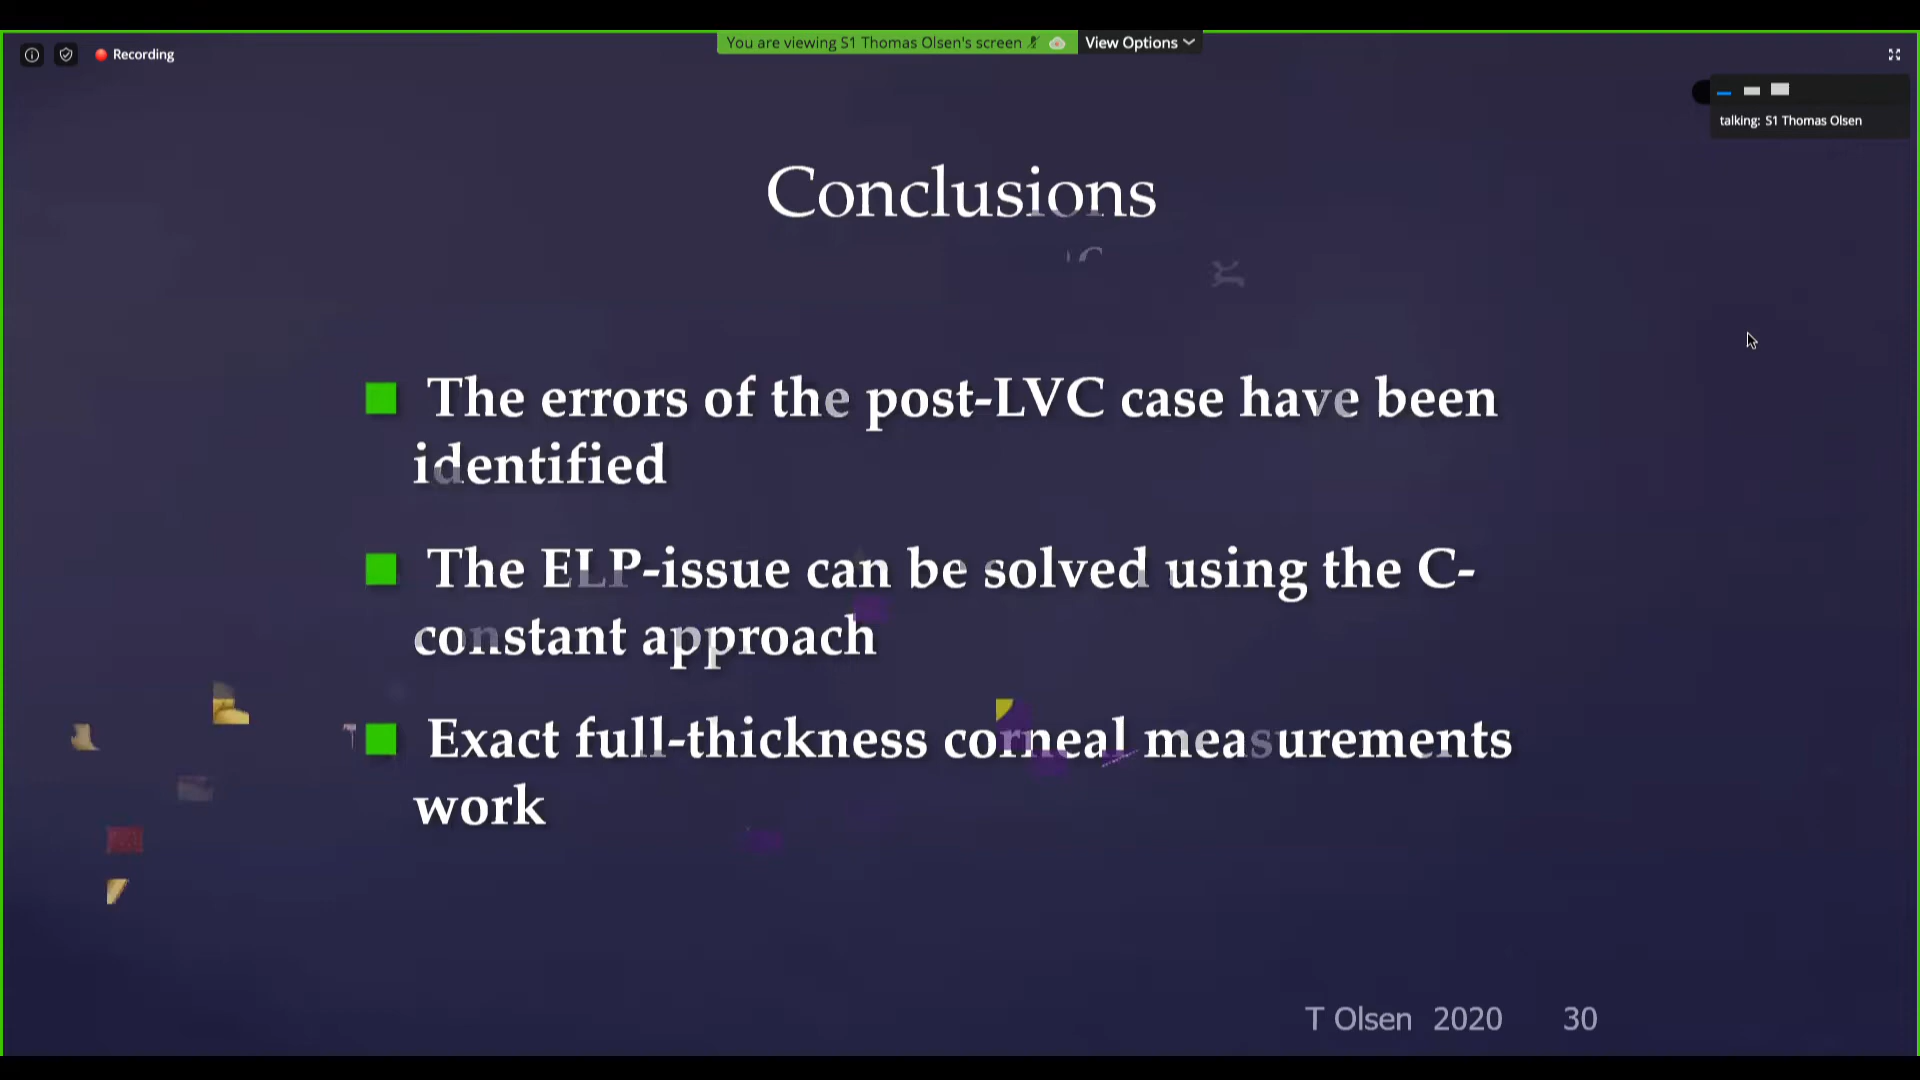 You are viewing S1 Thomas Olsen's screen
View Options
Recording
talking: S1 Thomas Olsen
Conclusions
The errors of the post-LVC case have been
identified
The ELP-issue can be solved using the C-
constant approach
Exact full-thickness corneal measurements
work
T Olsen 2020 30